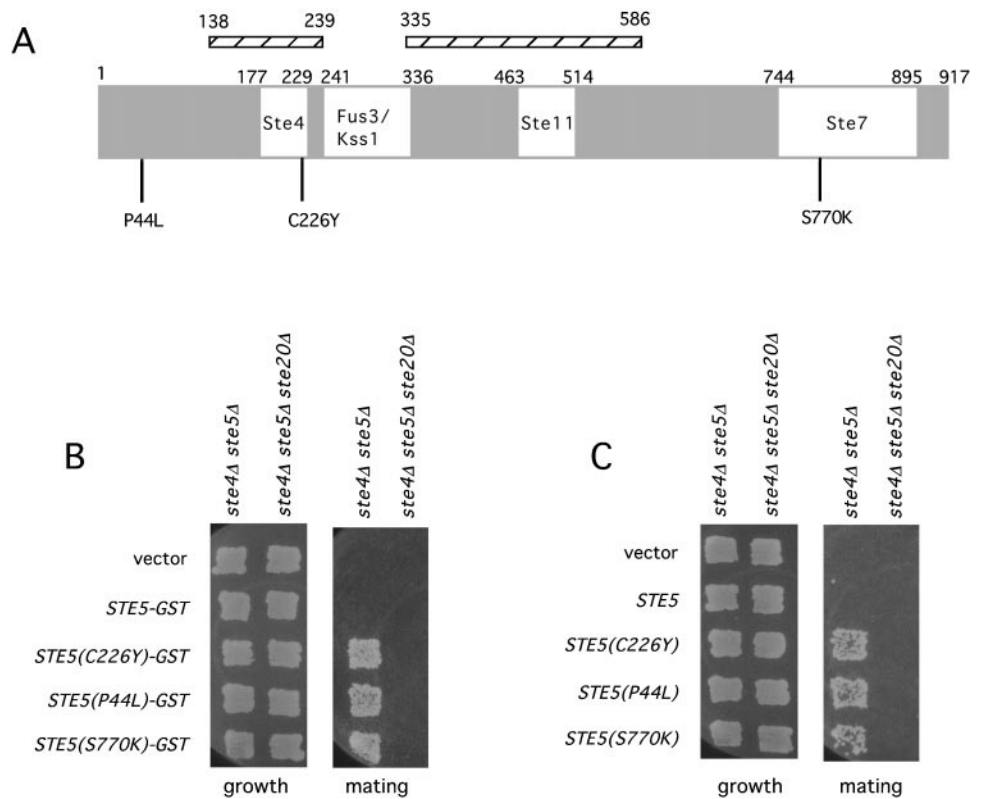 A
138 239 335 586
1 177 229 241 336 463 514 744 895 917
Ste4 Fus3/ Kss1 Ste11 Ste7
P44L C226Y S770K
B
ste4Δ ste5Δ
ste4Δ ste5Δ ste20Δ
ste4Δ ste5Δ
ste4Δ ste5Δ ste20Δ
vector
STE5-GST
STE5(C226Y)-GST
STE5(P44L)-GST
STE5(S770K)-GST
growth mating
C
ste4Δ ste5Δ
ste4Δ ste5Δ ste20Δ
ste4Δ ste5Δ
ste4Δ ste5Δ ste20Δ
vector
STE5
STE5(C226Y)
STE5(P44L)
STE5(S770K)
growth mating